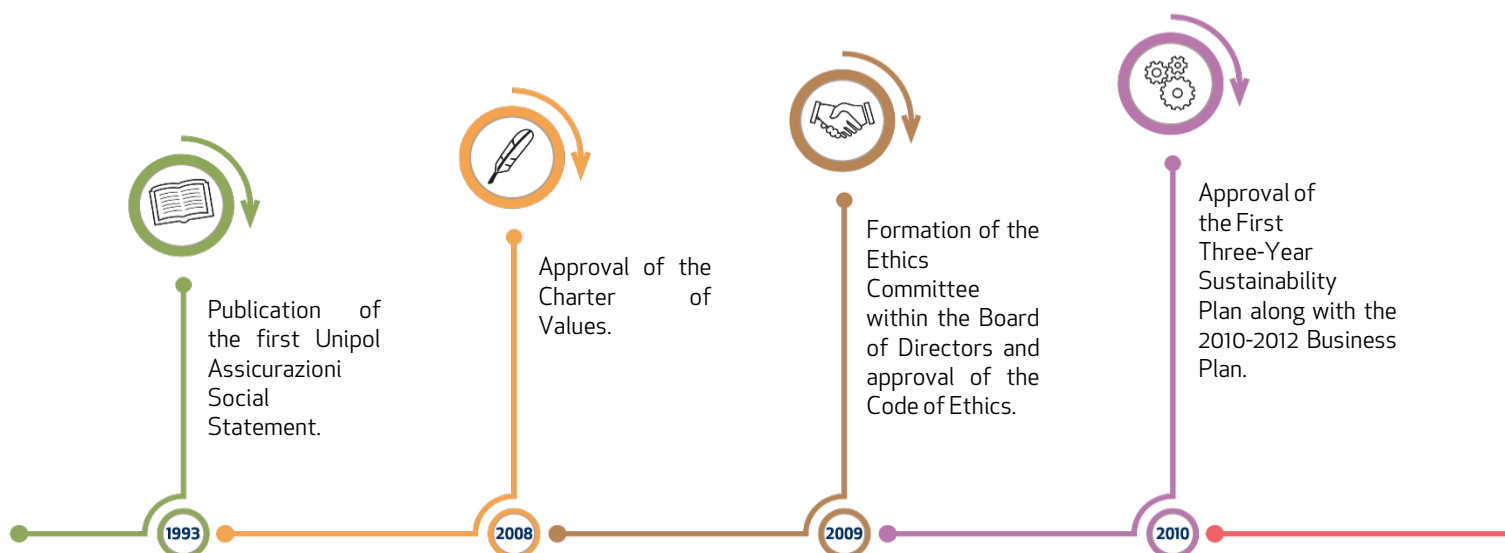 Publication of
the first Unipol
Assicurazioni
Social
Statement.
1993
Approval of the
Charter of
Values.
2008
Formation of the
Ethics
Committee
within the Board
of Directors and
approval of the
Code of Ethics.
2009
Approval of
the First
Three-Year
Sustainability
Plan along with the
2010-2012 Business
Plan.
2010